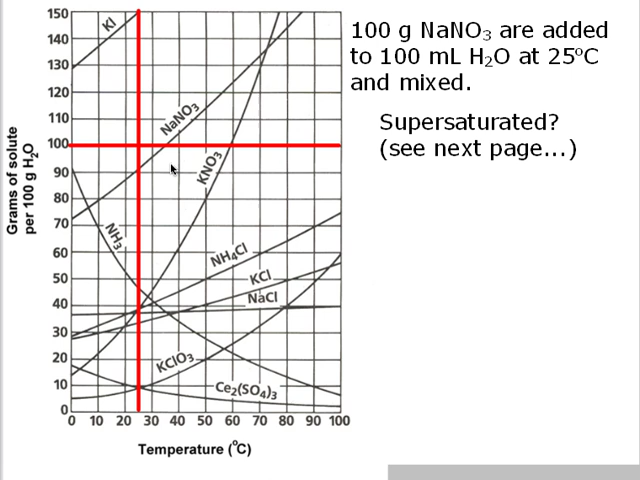 100 g NaNO₃ are added
to 100 mL H₂O at 25ºC
and mixed.
Supersaturated?
(see next page...)
Grams of solute
per 100 g H₂O
150
140
130
120
110
100
90
80
70
60
50
40
30
20
10
0
KI
NaNO₃
KNO₃
NH₃
NH₄Cl
KCl
NaCl
KClO₃
Ce₂(SO₄)₃
0 10 20 30 40 50 60 70 80 90 100
Temperature (°C)